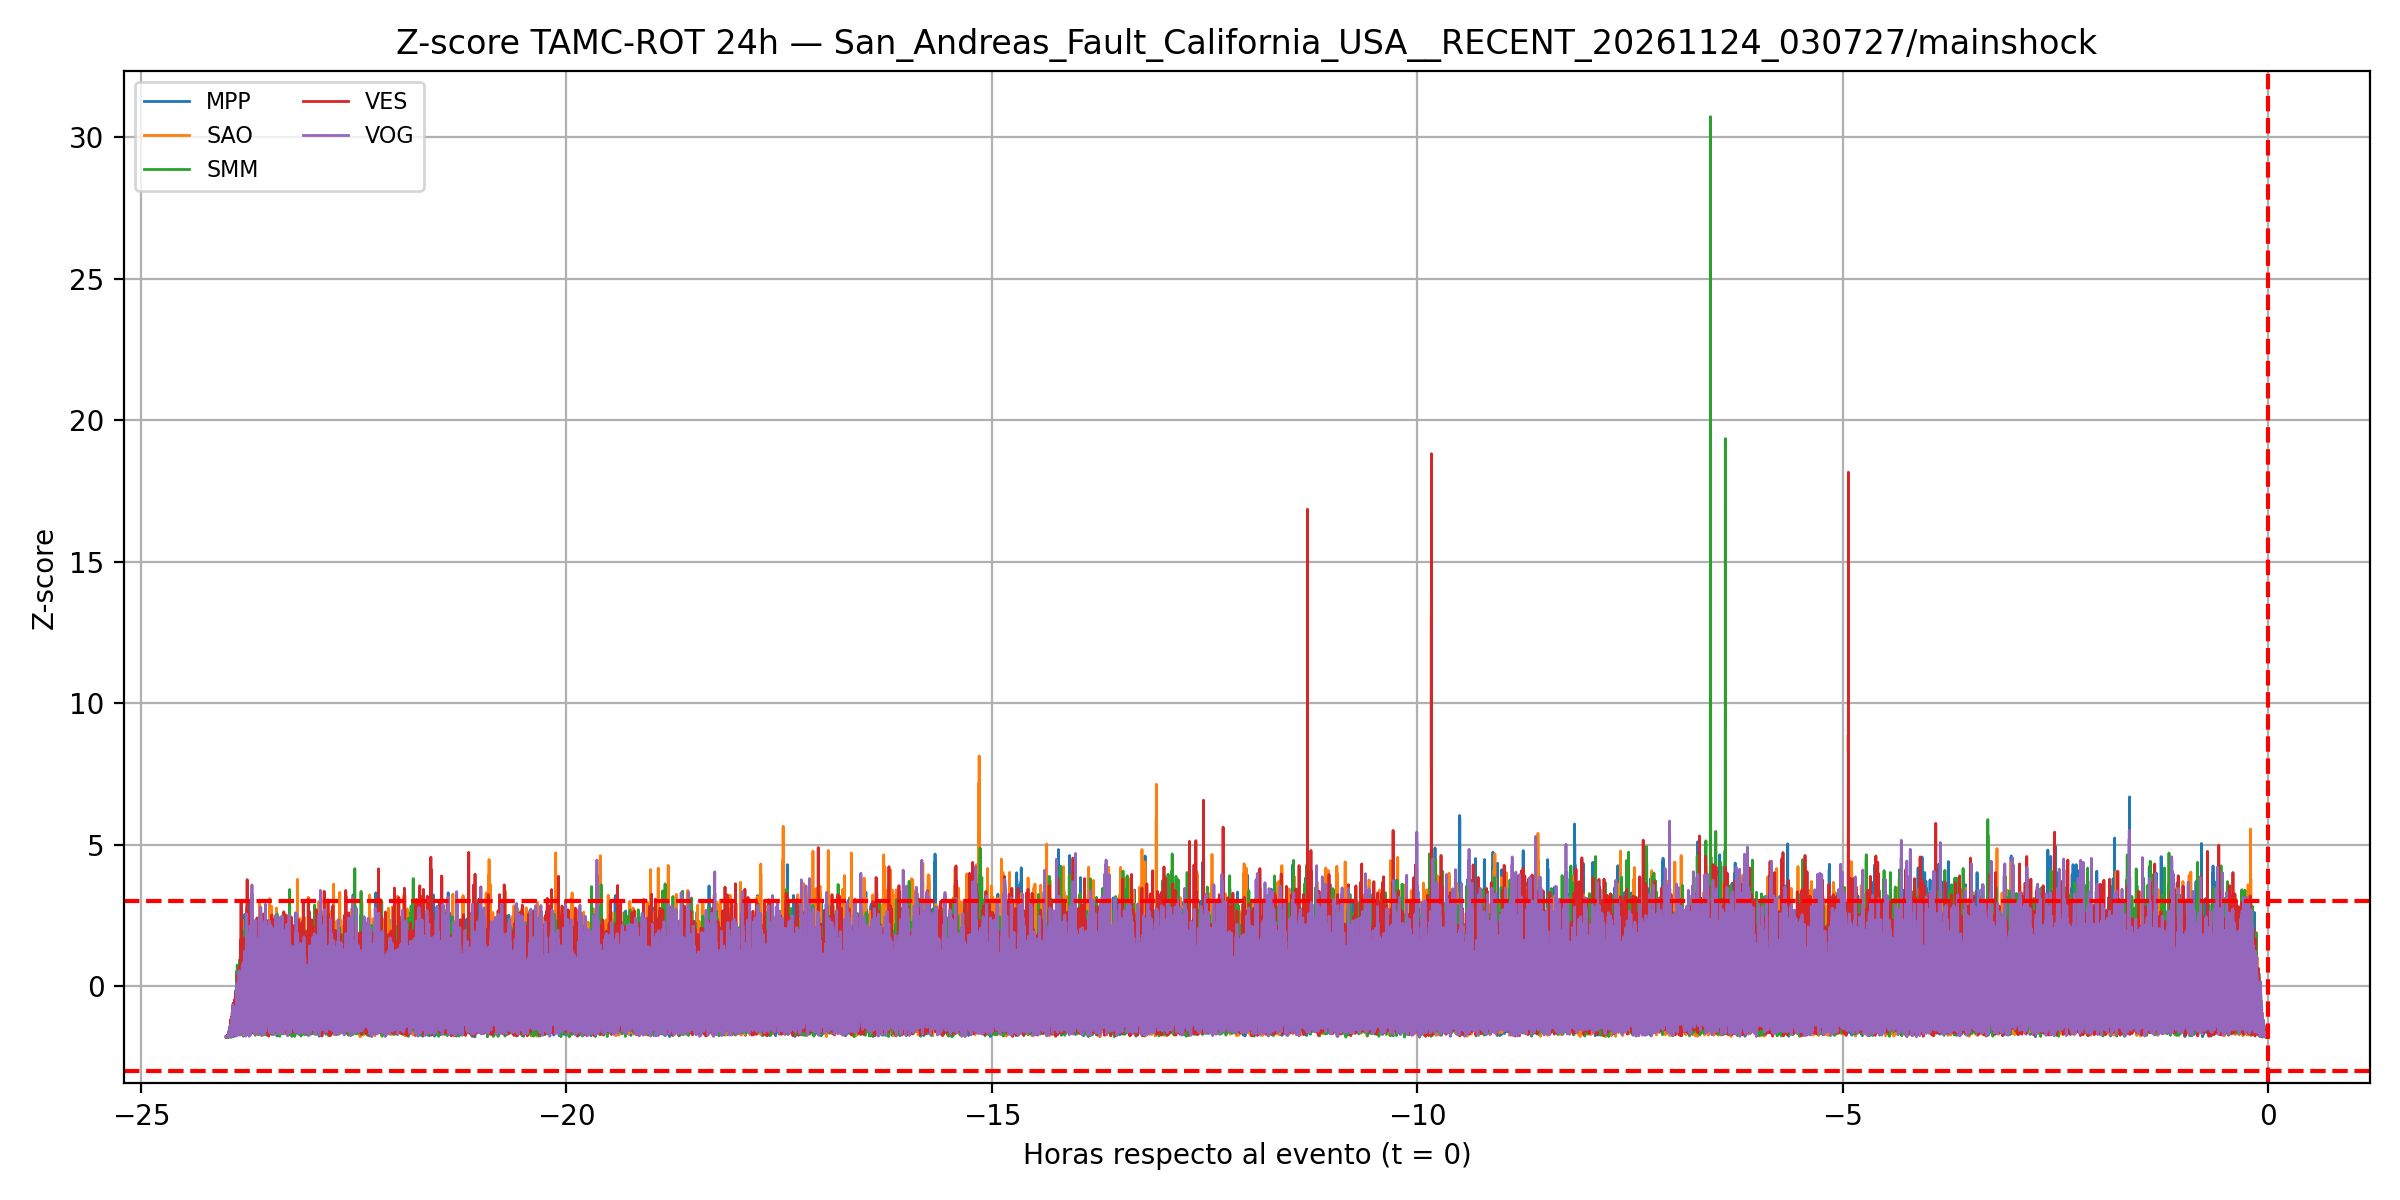 Z-score TAMC-ROT 24h — San_Andreas_Fault_California_USA__RECENT_20261124_030727/mainshock
MPP
SAO
SMM
VES
VOG
30
25
20
15
10
5
0
Z-score
−25
−20
−15
−10
−5
0
Horas respecto al evento (t = 0)